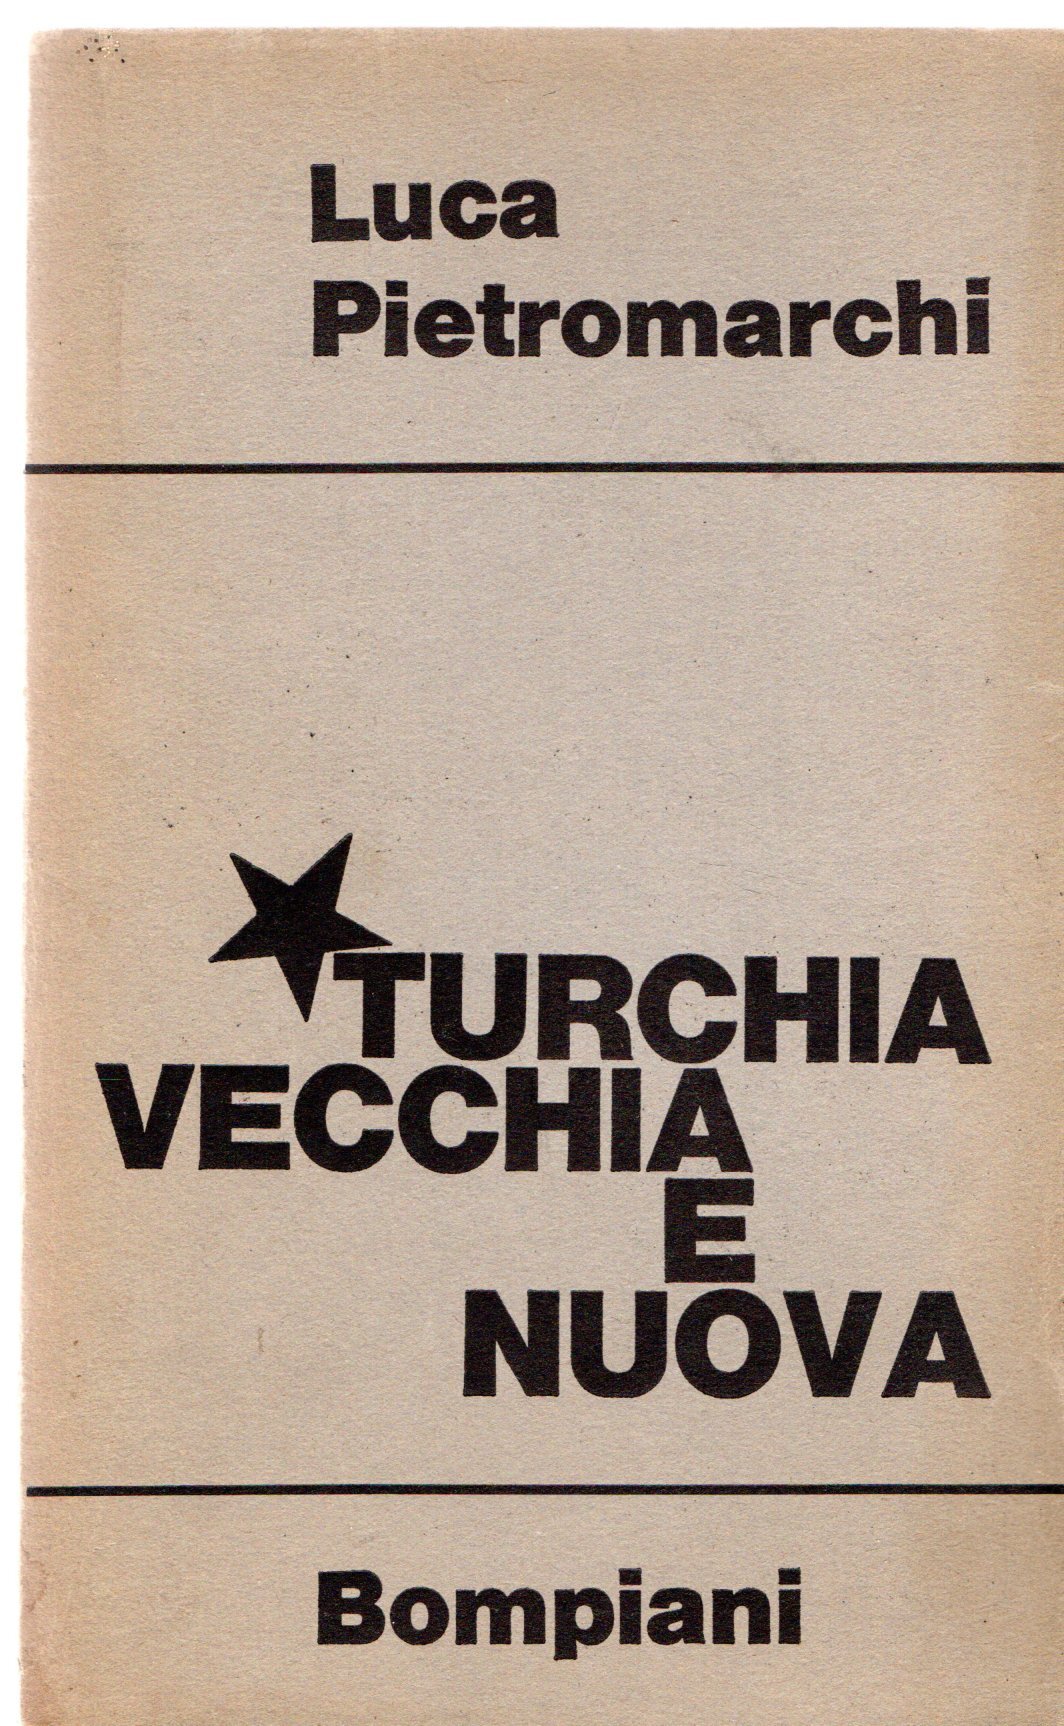 Luca
Pietromarchi
TURCHIA
VECCHIA
E
NUOVA
Bompiani